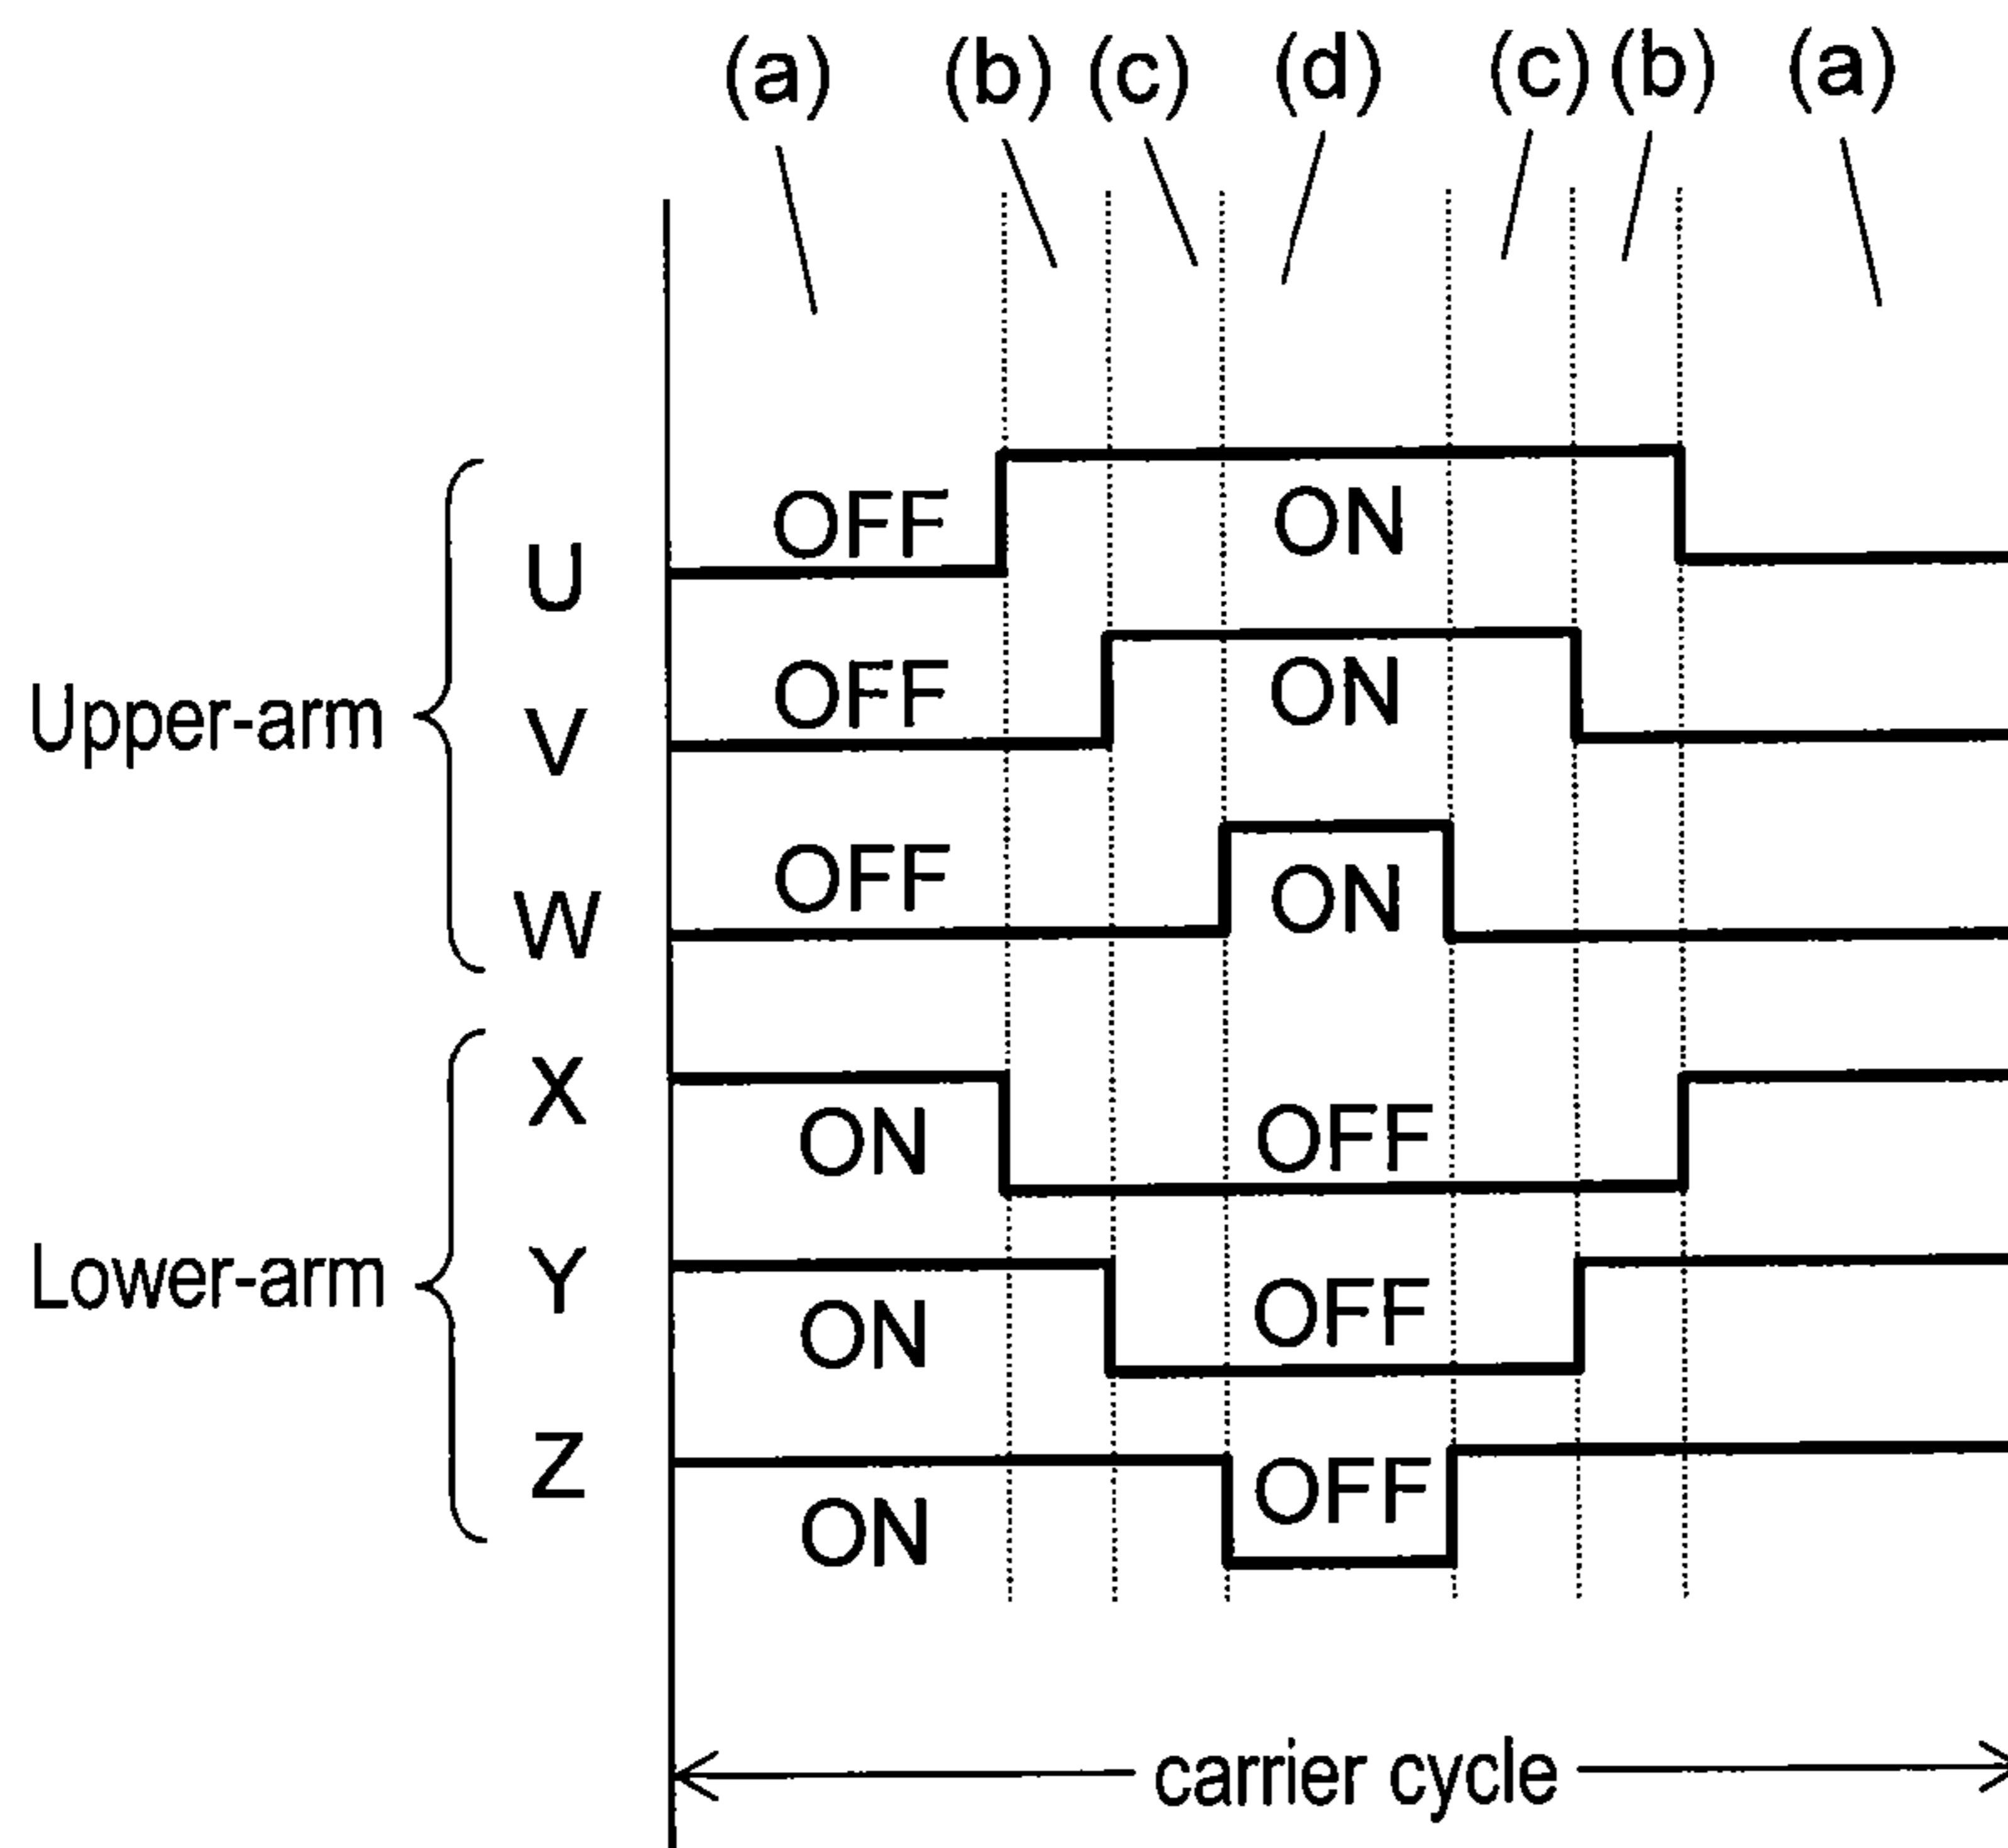 (a) (b) (c) (d) (c) (b) (a)
OFF ON
U
OFF ON
Upper-arm V
OFF ON
W
X
ON OFF
Y
Lower-arm
ON OFF
Z OFF
ON
carrier cycle